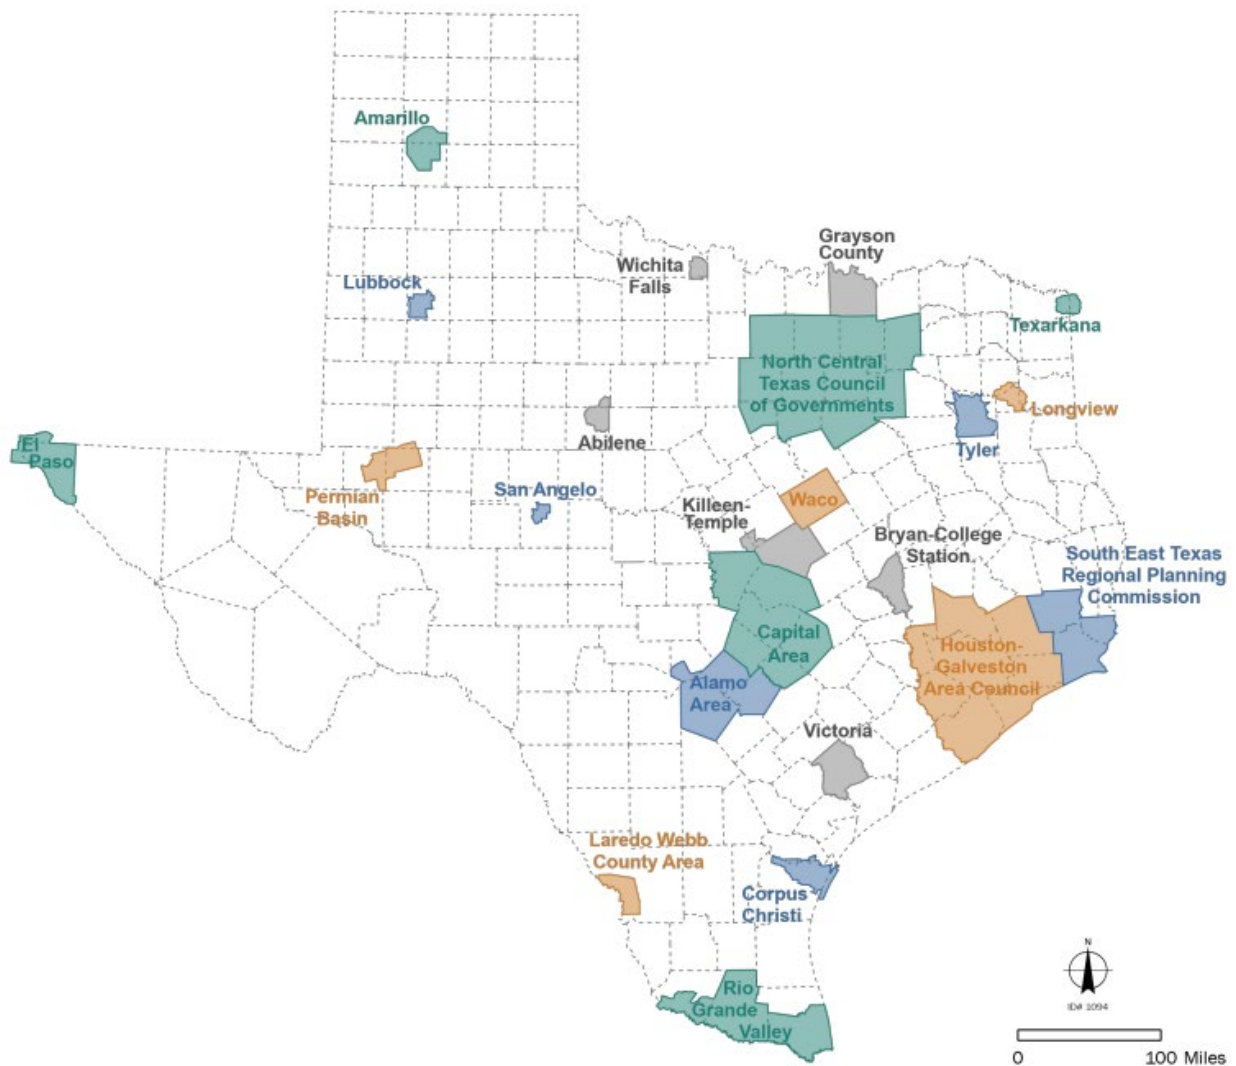 Amarillo
Grayson
County
Wichita
Falls
Lubbock
Texarkana
North Central
Texas Council
of Governments
Longview
El
Paso
Abilene
Tyler
Permian
Basin
San Angelo
Killeen-
Temple
Waco
Bryan-College
Station
South East Texas
Regional Planning
Commission
Capital
Area
Houston-
Galveston
Area Council
Alamo
Area
Victoria
Laredo Webb
County Area
Corpus
Christi
Rio
Grande
Valley
N
ID# 1094
0 100 Miles